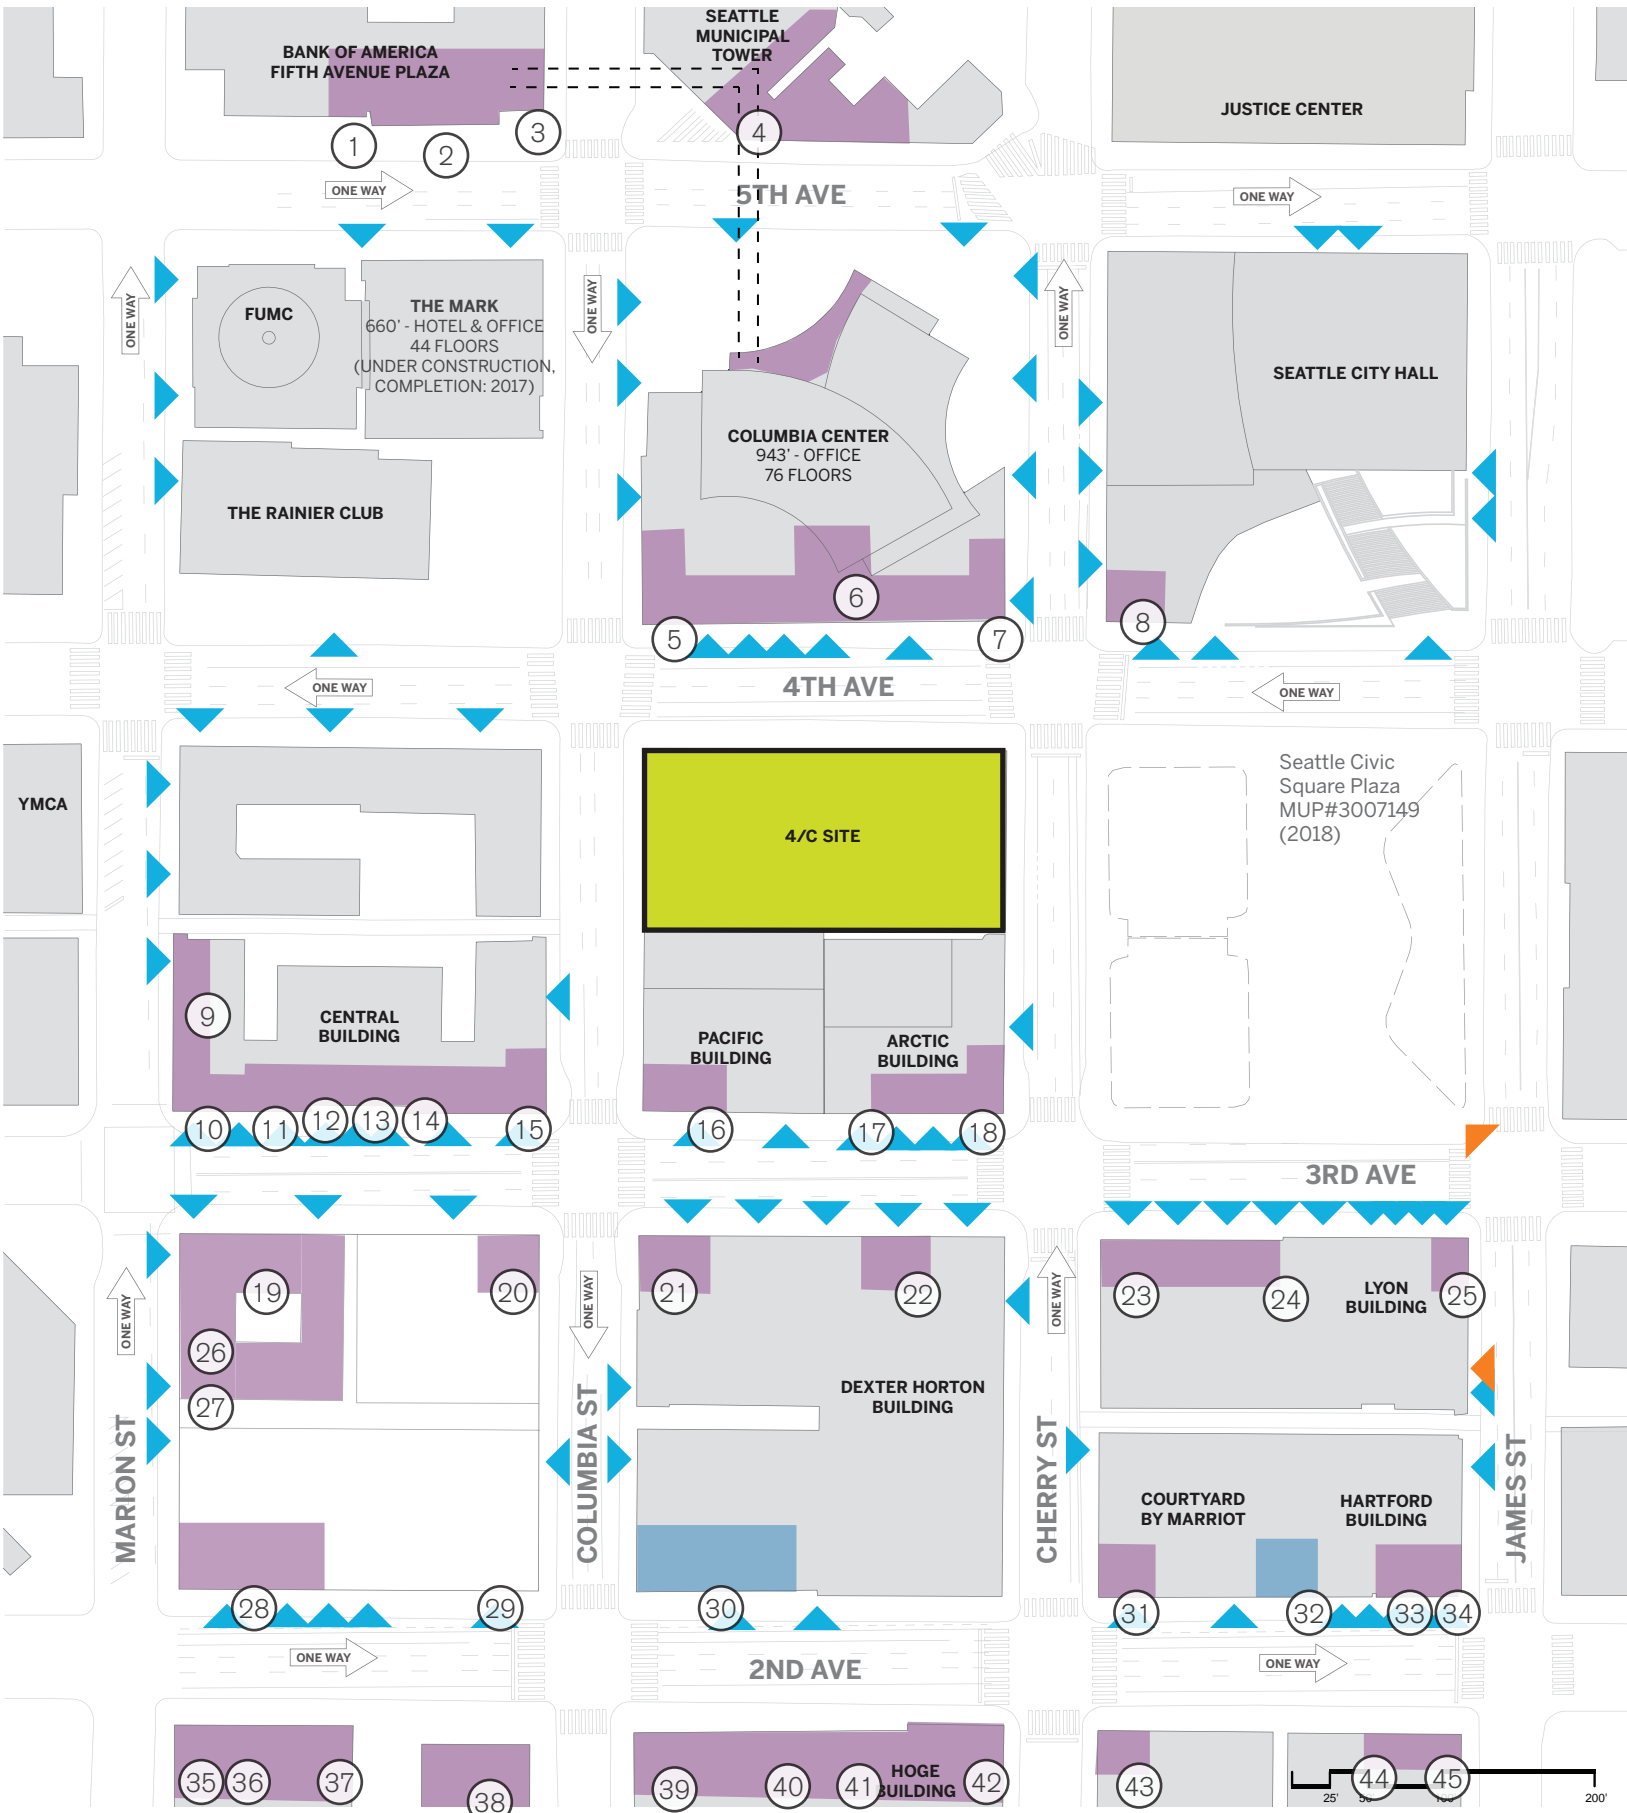 SEATTLE
MUNICIPAL
TOWER
BANK OF AMERICA
FIFTH AVENUE PLAZA
JUSTICE CENTER
1
2
3
4
ONE WAY
5TH AVE
ONE WAY
ONE WAY
FUMC
THE MARK
660' - HOTEL & OFFICE
44 FLOORS
(UNDER CONSTRUCTION,
COMPLETION: 2017)
ONE WAY
ONE WAY
SEATTLE CITY HALL
COLUMBIA CENTER
943' - OFFICE
76 FLOORS
THE RAINIER CLUB
5
6
7
8
ONE WAY
4TH AVE
ONE WAY
YMCA
4/C SITE
Seattle Civic
Square Plaza
MUP#3007149
(2018)
9
CENTRAL
BUILDING
PACIFIC
BUILDING
ARCTIC
BUILDING
10
11
12
13
14
15
16
17
18
3RD AVE
19
20
21
22
23
24
LYON
BUILDING
25
ONE WAY
ONE WAY
ONE WAY
26
27
DEXTER HORTON
BUILDING
MARION ST
COLUMBIA ST
CHERRY ST
JAMES ST
COURTYARD
BY MARRIOT
HARTFORD
BUILDING
28
29
30
31
32
33
34
ONE WAY
2ND AVE
ONE WAY
35
36
37
38
39
40
41
HOGE
BUILDING
42
43
44
45
25'
200'